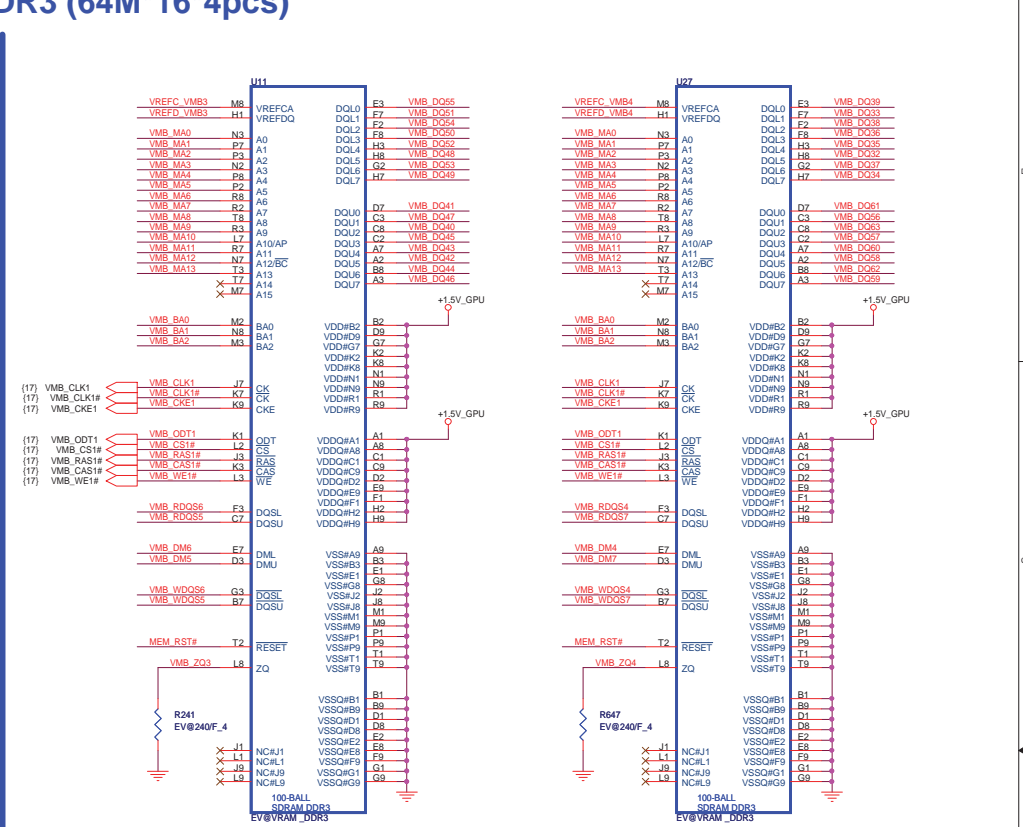 DR3 (64M*16*4pcs)
U11
VREFC_VMB3 M8 VREFCA DQL0 E3 VMB_DQ55
VREFD_VMB3 H1 VREFDQ DQL1 F7 VMB_DQ51
DQL2 F2 VMB_DQ54
VMB_MA0 N3 A0 DQL3 F8 VMB_DQ50
VMB_MA1 P7 A1 DQL4 H3 VMB_DQ52
VMB_MA2 P3 A2 DQL5 H8 VMB_DQ48
VMB_MA3 N2 A3 DQL6 G2 VMB_DQ53
VMB_MA4 P8 A4 DQL7 H7 VMB_DQ49
VMB_MA5 P2 A5
VMB_MA6 R8 A6
VMB_MA7 R2 A7 DQU0 D7 VMB_DQ41
VMB_MA8 T8 A8 DQU1 C3 VMB_DQ47
VMB_MA9 R3 A9 DQU2 C8 VMB_DQ40
VMB_MA10 L7 A10/AP DQU3 C2 VMB_DQ45
VMB_MA11 R7 A11 DQU4 A7 VMB_DQ43
VMB_MA12 N7 A12/BC DQU5 A2 VMB_DQ42
VMB_MA13 T3 A13 DQU6 B8 VMB_DQ44
T7 A14 DQU7 A3 VMB_DQ46
M7 A15
+1.5V_GPU
VMB_BA0 M2 BA0 VDD#B2 B2
VMB_BA1 N8 BA1 VDD#D9 D9
VMB_BA2 M3 BA2 VDD#G7 G7
VDD#K2 K2
VDD#K8 K8
VDD#N1 N1
{17} VMB_CLK1 VMB_CLK1 J7 CK VDD#N9 N9
{17} VMB_CLK1# VMB_CLK1# K7 CK VDD#R1 R1
{17} VMB_CKE1 VMB_CKE1 K9 CKE VDD#R9 R9
+1.5V_GPU
{17} VMB_ODT1 VMB_ODT1 K1 ODT VDDQ#A1 A1
{17} VMB_CS1# VMB_CS1# L2 CS VDDQ#A8 A8
{17} VMB_RAS1# VMB_RAS1# J3 RAS VDDQ#C1 C1
{17} VMB_CAS1# VMB_CAS1# K3 CAS VDDQ#C9 C9
{17} VMB_WE1# VMB_WE1# L3 WE VDDQ#D2 D2
VDDQ#E9 E9
VDDQ#F1 F1
VMB_RDQS6 F3 DQSL VDDQ#H2 H2
VMB_RDQS5 C7 DQSU VDDQ#H9 H9
VMB_DM6 E7 DML VSS#A9 A9
VMB_DM5 D3 DMU VSS#B3 B3
VSS#E1 E1
VSS#G8 G8
VMB_WDQS6 G3 DQSL VSS#J2 J2
VMB_WDQS5 B7 DQSU VSS#J8 J8
VSS#M1 M1
VSS#M9 M9
VSS#P1 P1
MEM_RST# T2 RESET VSS#P9 P9
VSS#T1 T1
VMB_ZQ3 L8 ZQ VSS#T9 T9
VSSQ#B1 B1
VSSQ#B9 B9
R241 VSSQ#D1 D1
EV@240/F_4 VSSQ#D8 D8
VSSQ#E2 E2
J1 NC#J1 VSSQ#E8 E8
L1 NC#L1 VSSQ#F9 F9
J9 NC#J9 VSSQ#G1 G1
L9 NC#L9 VSSQ#G9 G9
100-BALL
SDRAM DDR3
EV@VRAM _DDR3
U27
VREFC_VMB4 M8 VREFCA DQL0 E3 VMB_DQ39
VREFD_VMB4 H1 VREFDQ DQL1 F7 VMB_DQ33
DQL2 F2 VMB_DQ38
VMB_MA0 N3 A0 DQL3 F8 VMB_DQ36
VMB_MA1 P7 A1 DQL4 H3 VMB_DQ35
VMB_MA2 P3 A2 DQL5 H8 VMB_DQ32
VMB_MA3 N2 A3 DQL6 G2 VMB_DQ37
VMB_MA4 P8 A4 DQL7 H7 VMB_DQ34
VMB_MA5 P2 A5
VMB_MA6 R8 A6
VMB_MA7 R2 A7 DQU0 D7 VMB_DQ61
VMB_MA8 T8 A8 DQU1 C3 VMB_DQ56
VMB_MA9 R3 A9 DQU2 C8 VMB_DQ63
VMB_MA10 L7 A10/AP DQU3 C2 VMB_DQ57
VMB_MA11 R7 A11 DQU4 A7 VMB_DQ60
VMB_MA12 N7 A12/BC DQU5 A2 VMB_DQ58
VMB_MA13 T3 A13 DQU6 B8 VMB_DQ62
T7 A14 DQU7 A3 VMB_DQ59
M7 A15
+1.5V_GPU
VMB_BA0 M2 BA0 VDD#B2 B2
VMB_BA1 N8 BA1 VDD#D9 D9
VMB_BA2 M3 BA2 VDD#G7 G7
VDD#K2 K2
VDD#K8 K8
VDD#N1 N1
VMB_CLK1 J7 CK VDD#N9 N9
VMB_CLK1# K7 CK VDD#R1 R1
VMB_CKE1 K9 CKE VDD#R9 R9
+1.5V_GPU
VMB_ODT1 K1 ODT VDDQ#A1 A1
VMB_CS1# L2 CS VDDQ#A8 A8
VMB_RAS1# J3 RAS VDDQ#C1 C1
VMB_CAS1# K3 CAS VDDQ#C9 C9
VMB_WE1# L3 WE VDDQ#D2 D2
VDDQ#E9 E9
VDDQ#F1 F1
VMB_RDQS4 F3 DQSL VDDQ#H2 H2
VMB_RDQS7 C7 DQSU VDDQ#H9 H9
VMB_DM4 E7 DML VSS#A9 A9
VMB_DM7 D3 DMU VSS#B3 B3
VSS#E1 E1
VSS#G8 G8
VMB_WDQS4 G3 DQSL VSS#J2 J2
VMB_WDQS7 B7 DQSU VSS#J8 J8
VSS#M1 M1
VSS#M9 M9
VSS#P1 P1
MEM_RST# T2 RESET VSS#P9 P9
VSS#T1 T1
VMB_ZQ4 L8 ZQ VSS#T9 T9
VSSQ#B1 B1
VSSQ#B9 B9
R647 VSSQ#D1 D1
EV@240/F_4 VSSQ#D8 D8
VSSQ#E2 E2
J1 NC#J1 VSSQ#E8 E8
L1 NC#L1 VSSQ#F9 F9
J9 NC#J9 VSSQ#G1 G1
L9 NC#L9 VSSQ#G9 G9
100-BALL
SDRAM DDR3
EV@VRAM _DDR3